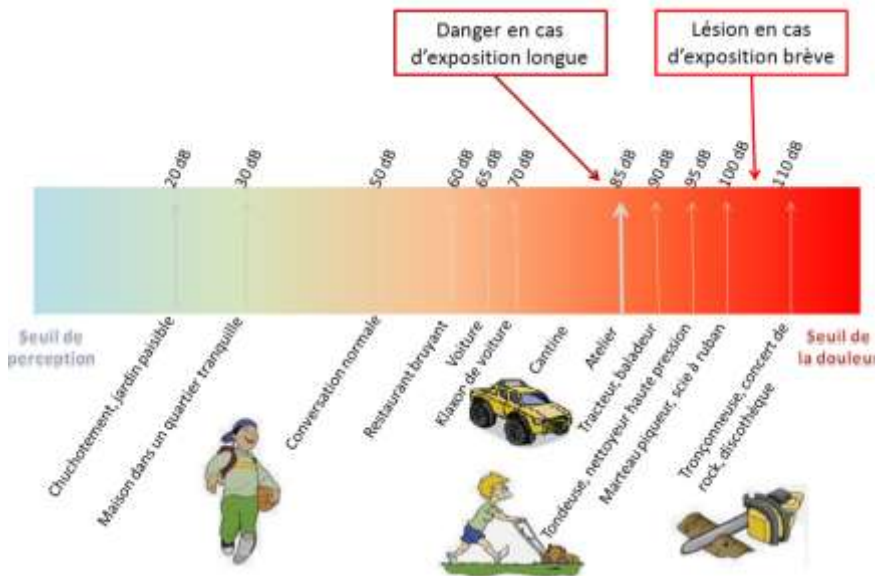 Danger en cas
d'exposition longue
Lésion en cas
d'exposition brève
20 dB
30 dB
50 dB
60 dB
65 dB
70 dB
85 dB
90 dB
95 dB
100 dB
110 dB
Seuil de
perception
Chuchotement, jardin paisible
Maison dans un quartier tranquille
Conversation normale
Restaurant bruyant
Voiture
Klaxon de voiture
Cantine
Atelier
Tracteur, baladeur
Tondeuse, nettoyeur haute pression
Marteau piqueur, scie à ruban
Tronçonneuse, concert de
rock, discothèque
Seuil de
la douleur